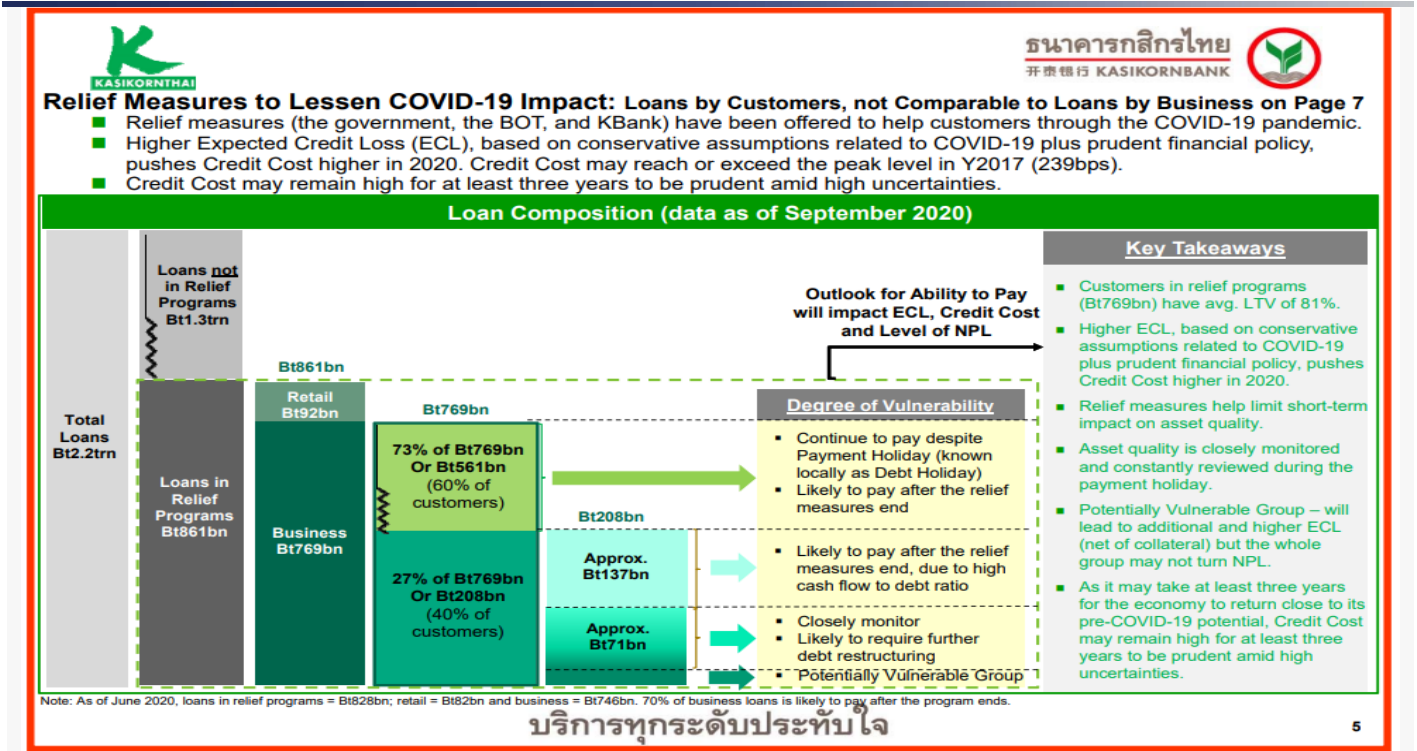 KASIKORNTHAI
ธนาคารกสิกรไทย
开泰银行 KASIKORNBANK
Relief Measures to Lessen COVID-19 Impact: Loans by Customers, not Comparable to Loans by Business on Page 7
■ Relief measures (the government, the BOT, and KBank) have been offered to help customers through the COVID-19 pandemic.
■ Higher Expected Credit Loss (ECL), based on conservative assumptions related to COVID-19 plus prudent financial policy,
pushes Credit Cost higher in 2020. Credit Cost may reach or exceed the peak level in Y2017 (239bps).
■ Credit Cost may remain high for at least three years to be prudent amid high uncertainties.
Loan Composition (data as of September 2020)
Total
Loans
Bt2.2trn
Loans not
in Relief
Programs
Bt1.3trn
Loans in
Relief
Programs
Bt861bn
Bt861bn
Retail
Bt92bn
Business
Bt769bn
Bt769bn
73% of Bt769bn
Or Bt561bn
(60% of
customers)
27% of Bt769bn
Or Bt208bn
(40% of
customers)
Bt208bn
Approx.
Bt137bn
Approx.
Bt71bn
Outlook for Ability to Pay
will impact ECL, Credit Cost
and Level of NPL
Degree of Vulnerability
▪ Continue to pay despite
Payment Holiday (known
locally as Debt Holiday)
▪ Likely to pay after the relief
measures end
▪ Likely to pay after the relief
measures end, due to high
cash flow to debt ratio
▪ Closely monitor
▪ Likely to require further
debt restructuring
▪ Potentially Vulnerable Group
Key Takeaways
■ Customers in relief programs
(Bt769bn) have avg. LTV of 81%.
■ Higher ECL, based on conservative
assumptions related to COVID-19
plus prudent financial policy, pushes
Credit Cost higher in 2020.
■ Relief measures help limit short-term
impact on asset quality.
■ Asset quality is closely monitored
and constantly reviewed during the
payment holiday.
■ Potentially Vulnerable Group – will
lead to additional and higher ECL
(net of collateral) but the whole
group may not turn NPL.
■ As it may take at least three years
for the economy to return close to its
pre-COVID-19 potential, Credit Cost
may remain high for at least three
years to be prudent amid high
uncertainties.
Note: As of June 2020, loans in relief programs = Bt828bn; retail = Bt82bn and business = Bt746bn. 70% of business loans is likely to pay after the program ends.
บริการทุกระดับประทับใจ
5